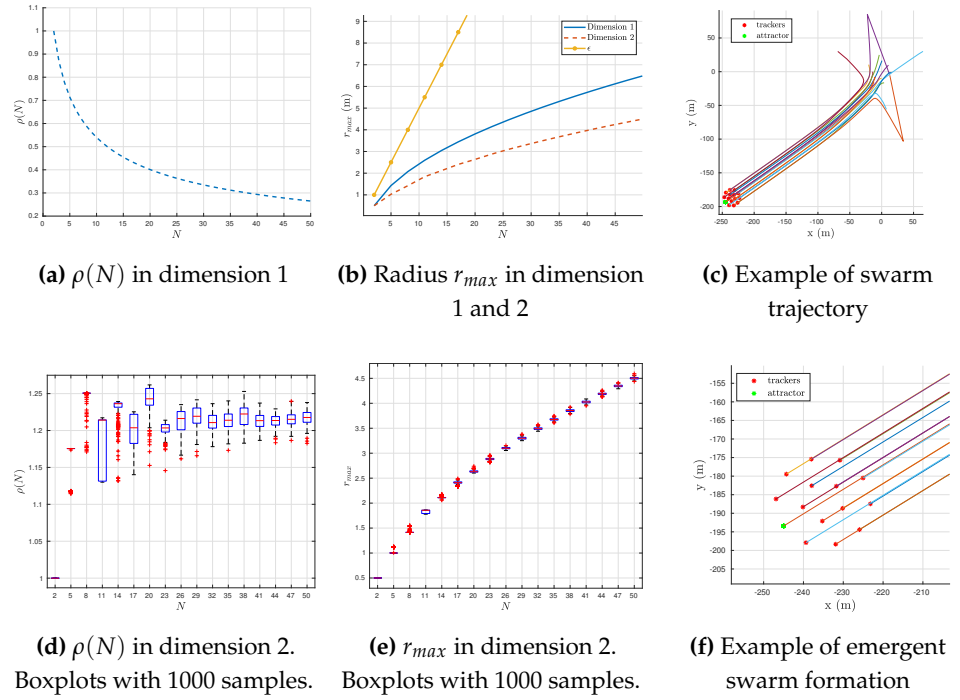 1.1
1
0.9
0.8
0.7
0.6
0.5
0.4
0.3
0.2
ρ(N)
0 5 10 15 20 25 30 35 40 45 50
N
(a) ρ(N) in dimension 1
9
8
7
6
5
4
3
2
1
r_max (m)
5 10 15 20 25 30 35 40 45
N
Dimension 1
Dimension 2
ϵ
(b) Radius r_max in dimension
1 and 2
50
0
-50
-100
-150
-200
y (m)
-250 -200 -150 -100 -50 0 50
x (m)
trackers
attractor
(c) Example of swarm
trajectory
1.25
1.2
1.15
1.1
1.05
1
ρ(N)
2 5 8 11 14 17 20 23 26 29 32 35 38 41 44 47 50
N
(d) ρ(N) in dimension 2.
Boxplots with 1000 samples.
4.5
4
3.5
3
2.5
2
1.5
1
0.5
r_max
2 5 8 11 14 17 20 23 26 29 32 35 38 41 44 47 50
N
(e) r_max in dimension 2.
Boxplots with 1000 samples.
-155
-160
-165
-170
-175
-180
-185
-190
-195
-200
-205
y (m)
-250 -240 -230 -220 -210
x (m)
trackers
attractor
(f) Example of emergent
swarm formation